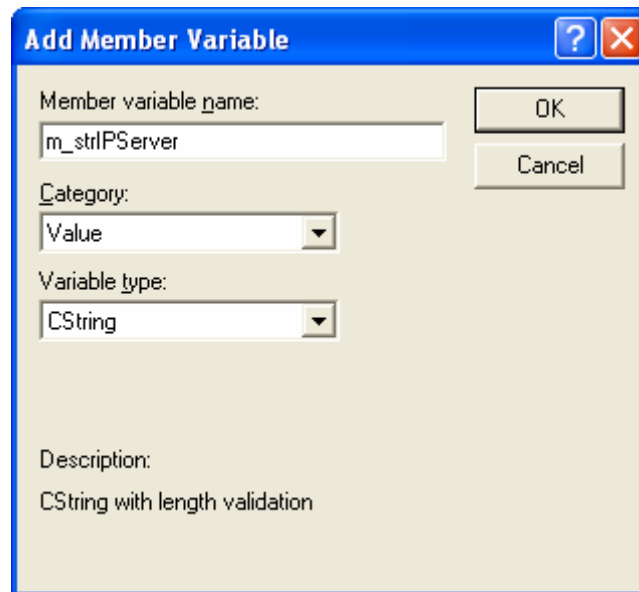 Add Member Variable
Member variable name:
OK
m_strIPServer
Cancel
Category:
Value
Variable type:
CString
Description:
CString with length validation